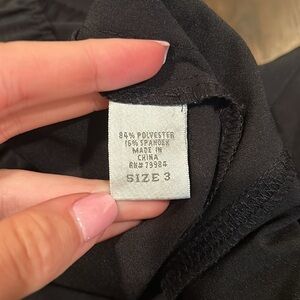 84% POLYESTER
16% SPANDEX
MADE IN
CHINA
RN# 79984
SIZE 3